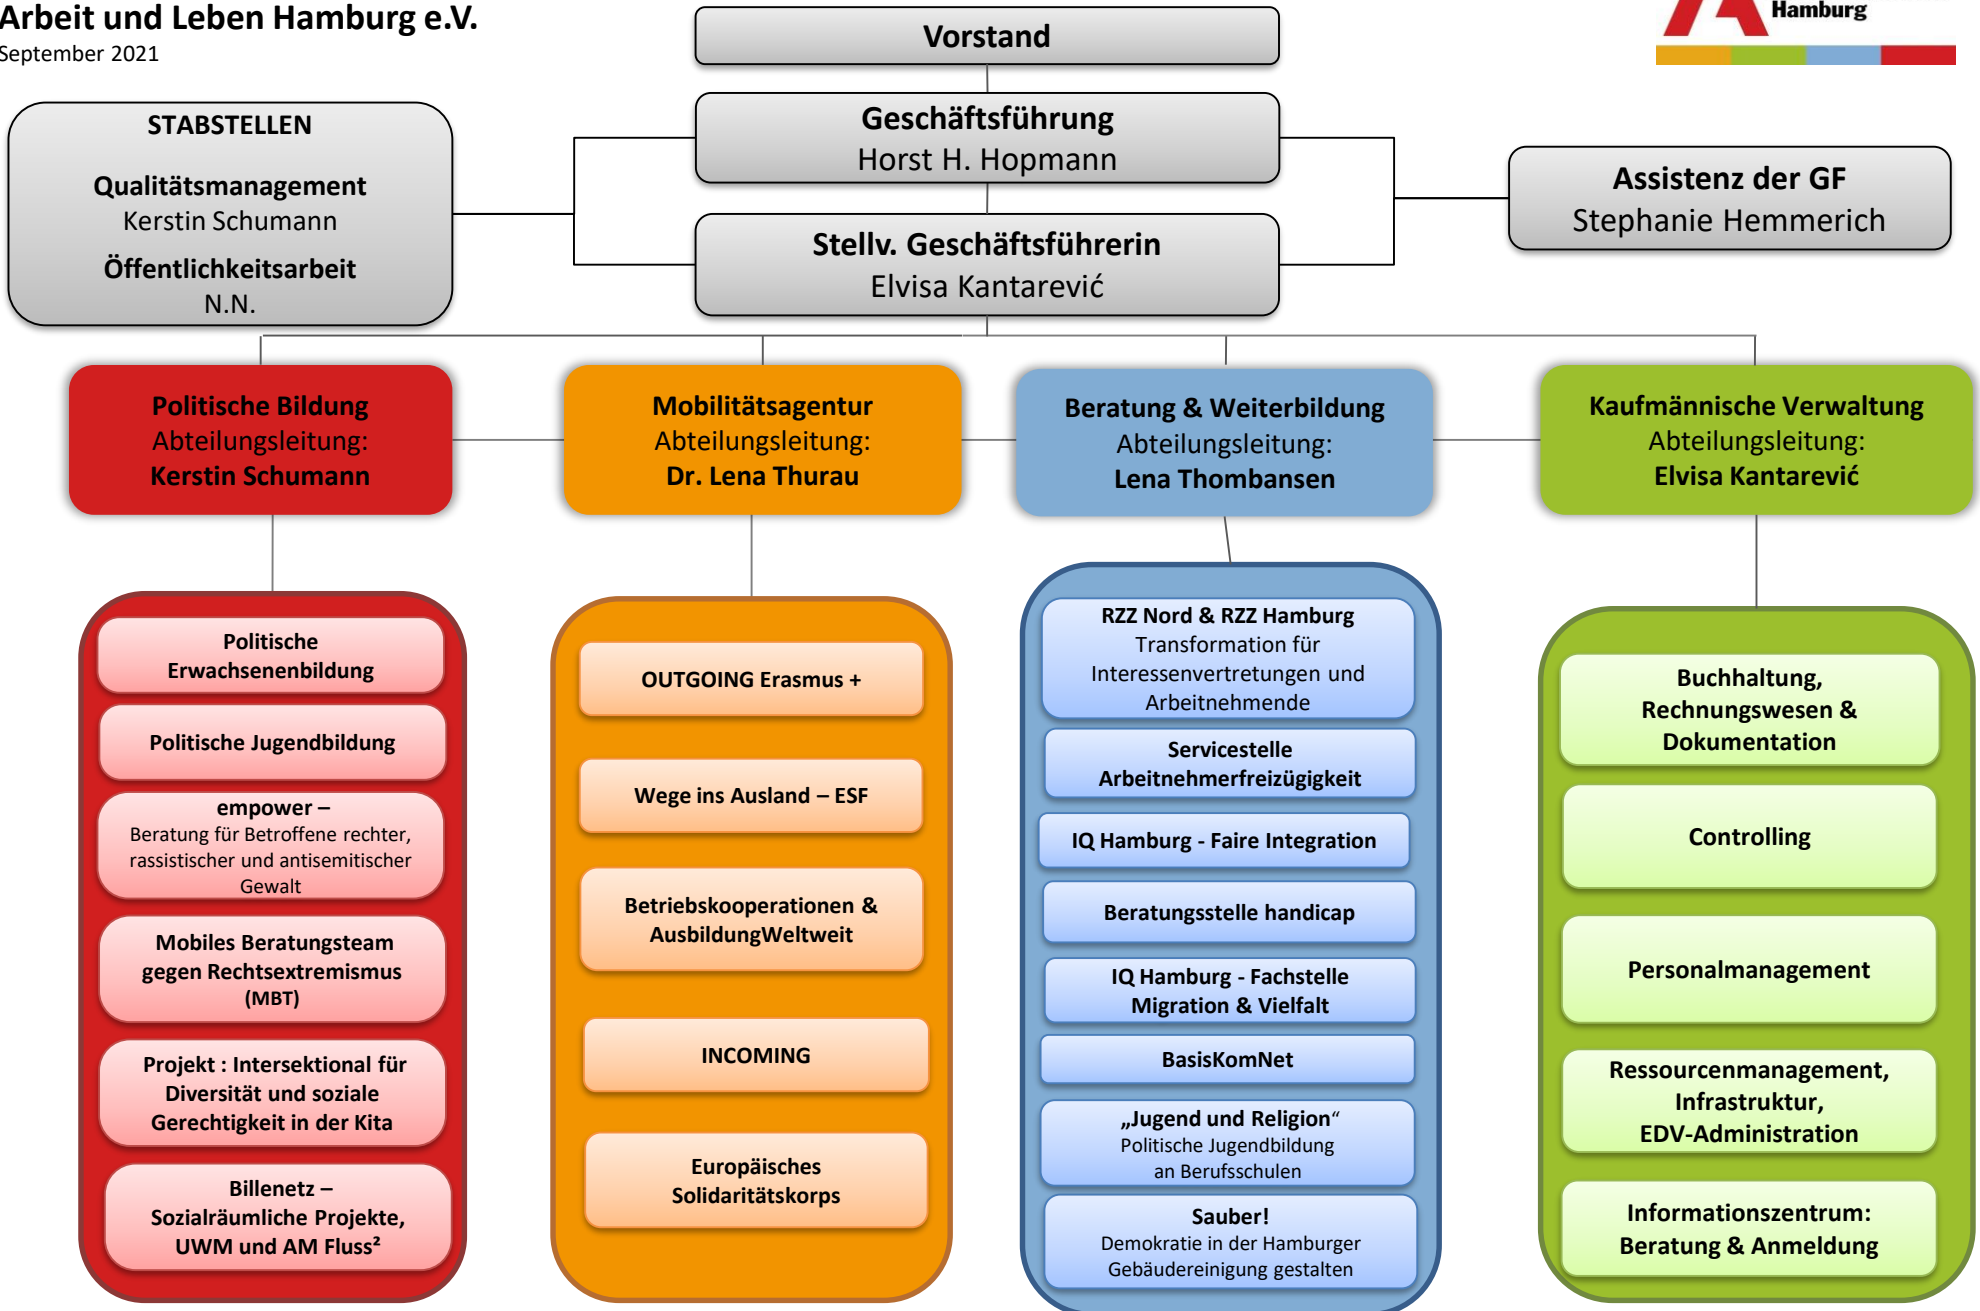 Arbeit und Leben Hamburg e.V.
September 2021
Hamburg
Vorstand
Geschäftsführung
Horst H. Hopmann
Stellv. Geschäftsführerin
Elvisa Kantarević
STABSTELLEN
Qualitätsmanagement
Kerstin Schumann
Öffentlichkeitsarbeit
N.N.
Assistenz der GF
Stephanie Hemmerich
Politische Bildung
Abteilungsleitung:
Kerstin Schumann
Mobilitätsagentur
Abteilungsleitung:
Dr. Lena Thurau
Beratung & Weiterbildung
Abteilungsleitung:
Lena Thombansen
Kaufmännische Verwaltung
Abteilungsleitung:
Elvisa Kantarević
Politische
Erwachsenenbildung
Politische Jugendbildung
empower –
Beratung für Betroffene rechter,
rassistischer und antisemitischer
Gewalt
Mobiles Beratungsteam
gegen Rechtsextremismus
(MBT)
Projekt : Intersektional für
Diversität und soziale
Gerechtigkeit in der Kita
Billenetz –
Sozialräumliche Projekte,
UWM und AM Fluss²
OUTGOING Erasmus +
Wege ins Ausland – ESF
Betriebskooperationen &
AusbildungWeltweit
INCOMING
Europäisches
Solidaritätskorps
RZZ Nord & RZZ Hamburg
Transformation für
Interessenvertretungen und
Arbeitnehmende
Servicestelle
Arbeitnehmerfreizügigkeit
IQ Hamburg - Faire Integration
Beratungsstelle handicap
IQ Hamburg - Fachstelle
Migration & Vielfalt
BasisKomNet
„Jugend und Religion“
Politische Jugendbildung
an Berufsschulen
Sauber!
Demokratie in der Hamburger
Gebäudereinigung gestalten
Buchhaltung,
Rechnungswesen &
Dokumentation
Controlling
Personalmanagement
Ressourcenmanagement,
Infrastruktur,
EDV-Administration
Informationszentrum:
Beratung & Anmeldung